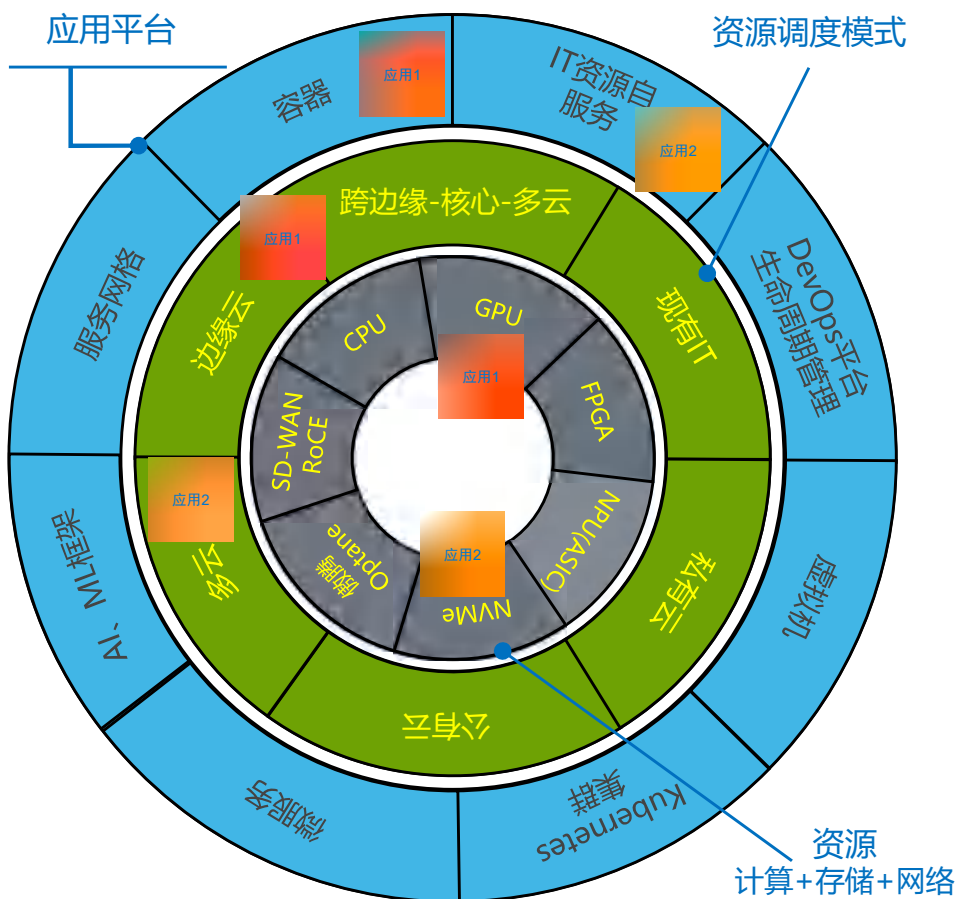 应用平台
资源调度模式
容器
应用1
IT资源自
服务
应用2
DevOps平台
生命周期管理
虚拟机
Kubernetes
集群
微服务
AI、ML框架
服务网格
跨边缘-核心-多云
现有IT
私有云
公有云
多云
应用2
边缘云
应用1
CPU
GPU
应用1
FPGA
NPU(ASIC)
NVMe
应用2
傲腾
Optane
SD-WAN
RoCE
资源
计算+存储+网络